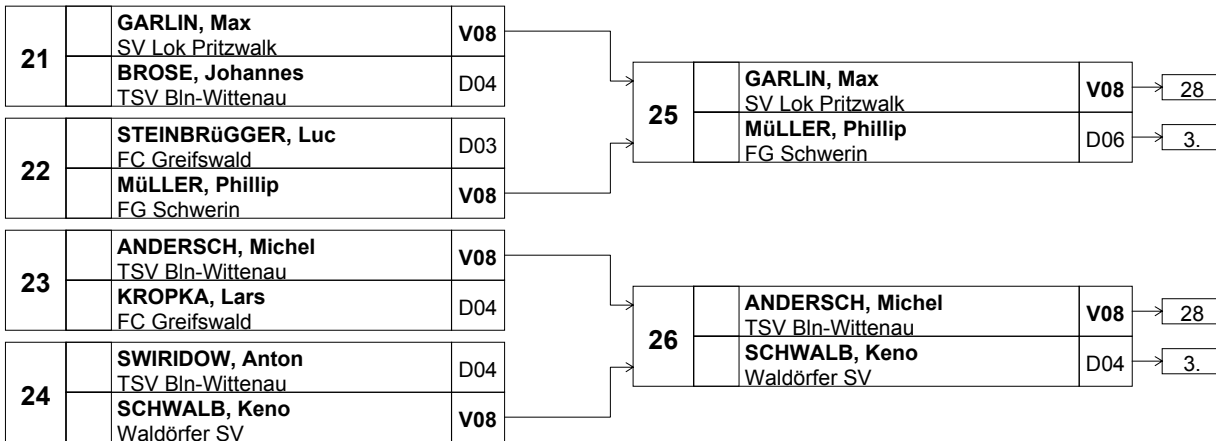 21
GARLIN, Max
SV Lok Pritzwalk
V08
BROSE, Johannes
TSV Bln-Wittenau
D04
22
STEINBRüGGER, Luc
FC Greifswald
D03
MüLLER, Phillip
FG Schwerin
V08
23
ANDERSCH, Michel
TSV Bln-Wittenau
V08
KROPKA, Lars
FC Greifswald
D04
24
SWIRIDOW, Anton
TSV Bln-Wittenau
D04
SCHWALB, Keno
Waldörfer SV
V08
25
GARLIN, Max
SV Lok Pritzwalk
V08
28
MüLLER, Phillip
FG Schwerin
D06
3.
26
ANDERSCH, Michel
TSV Bln-Wittenau
V08
28
SCHWALB, Keno
Waldörfer SV
D04
3.